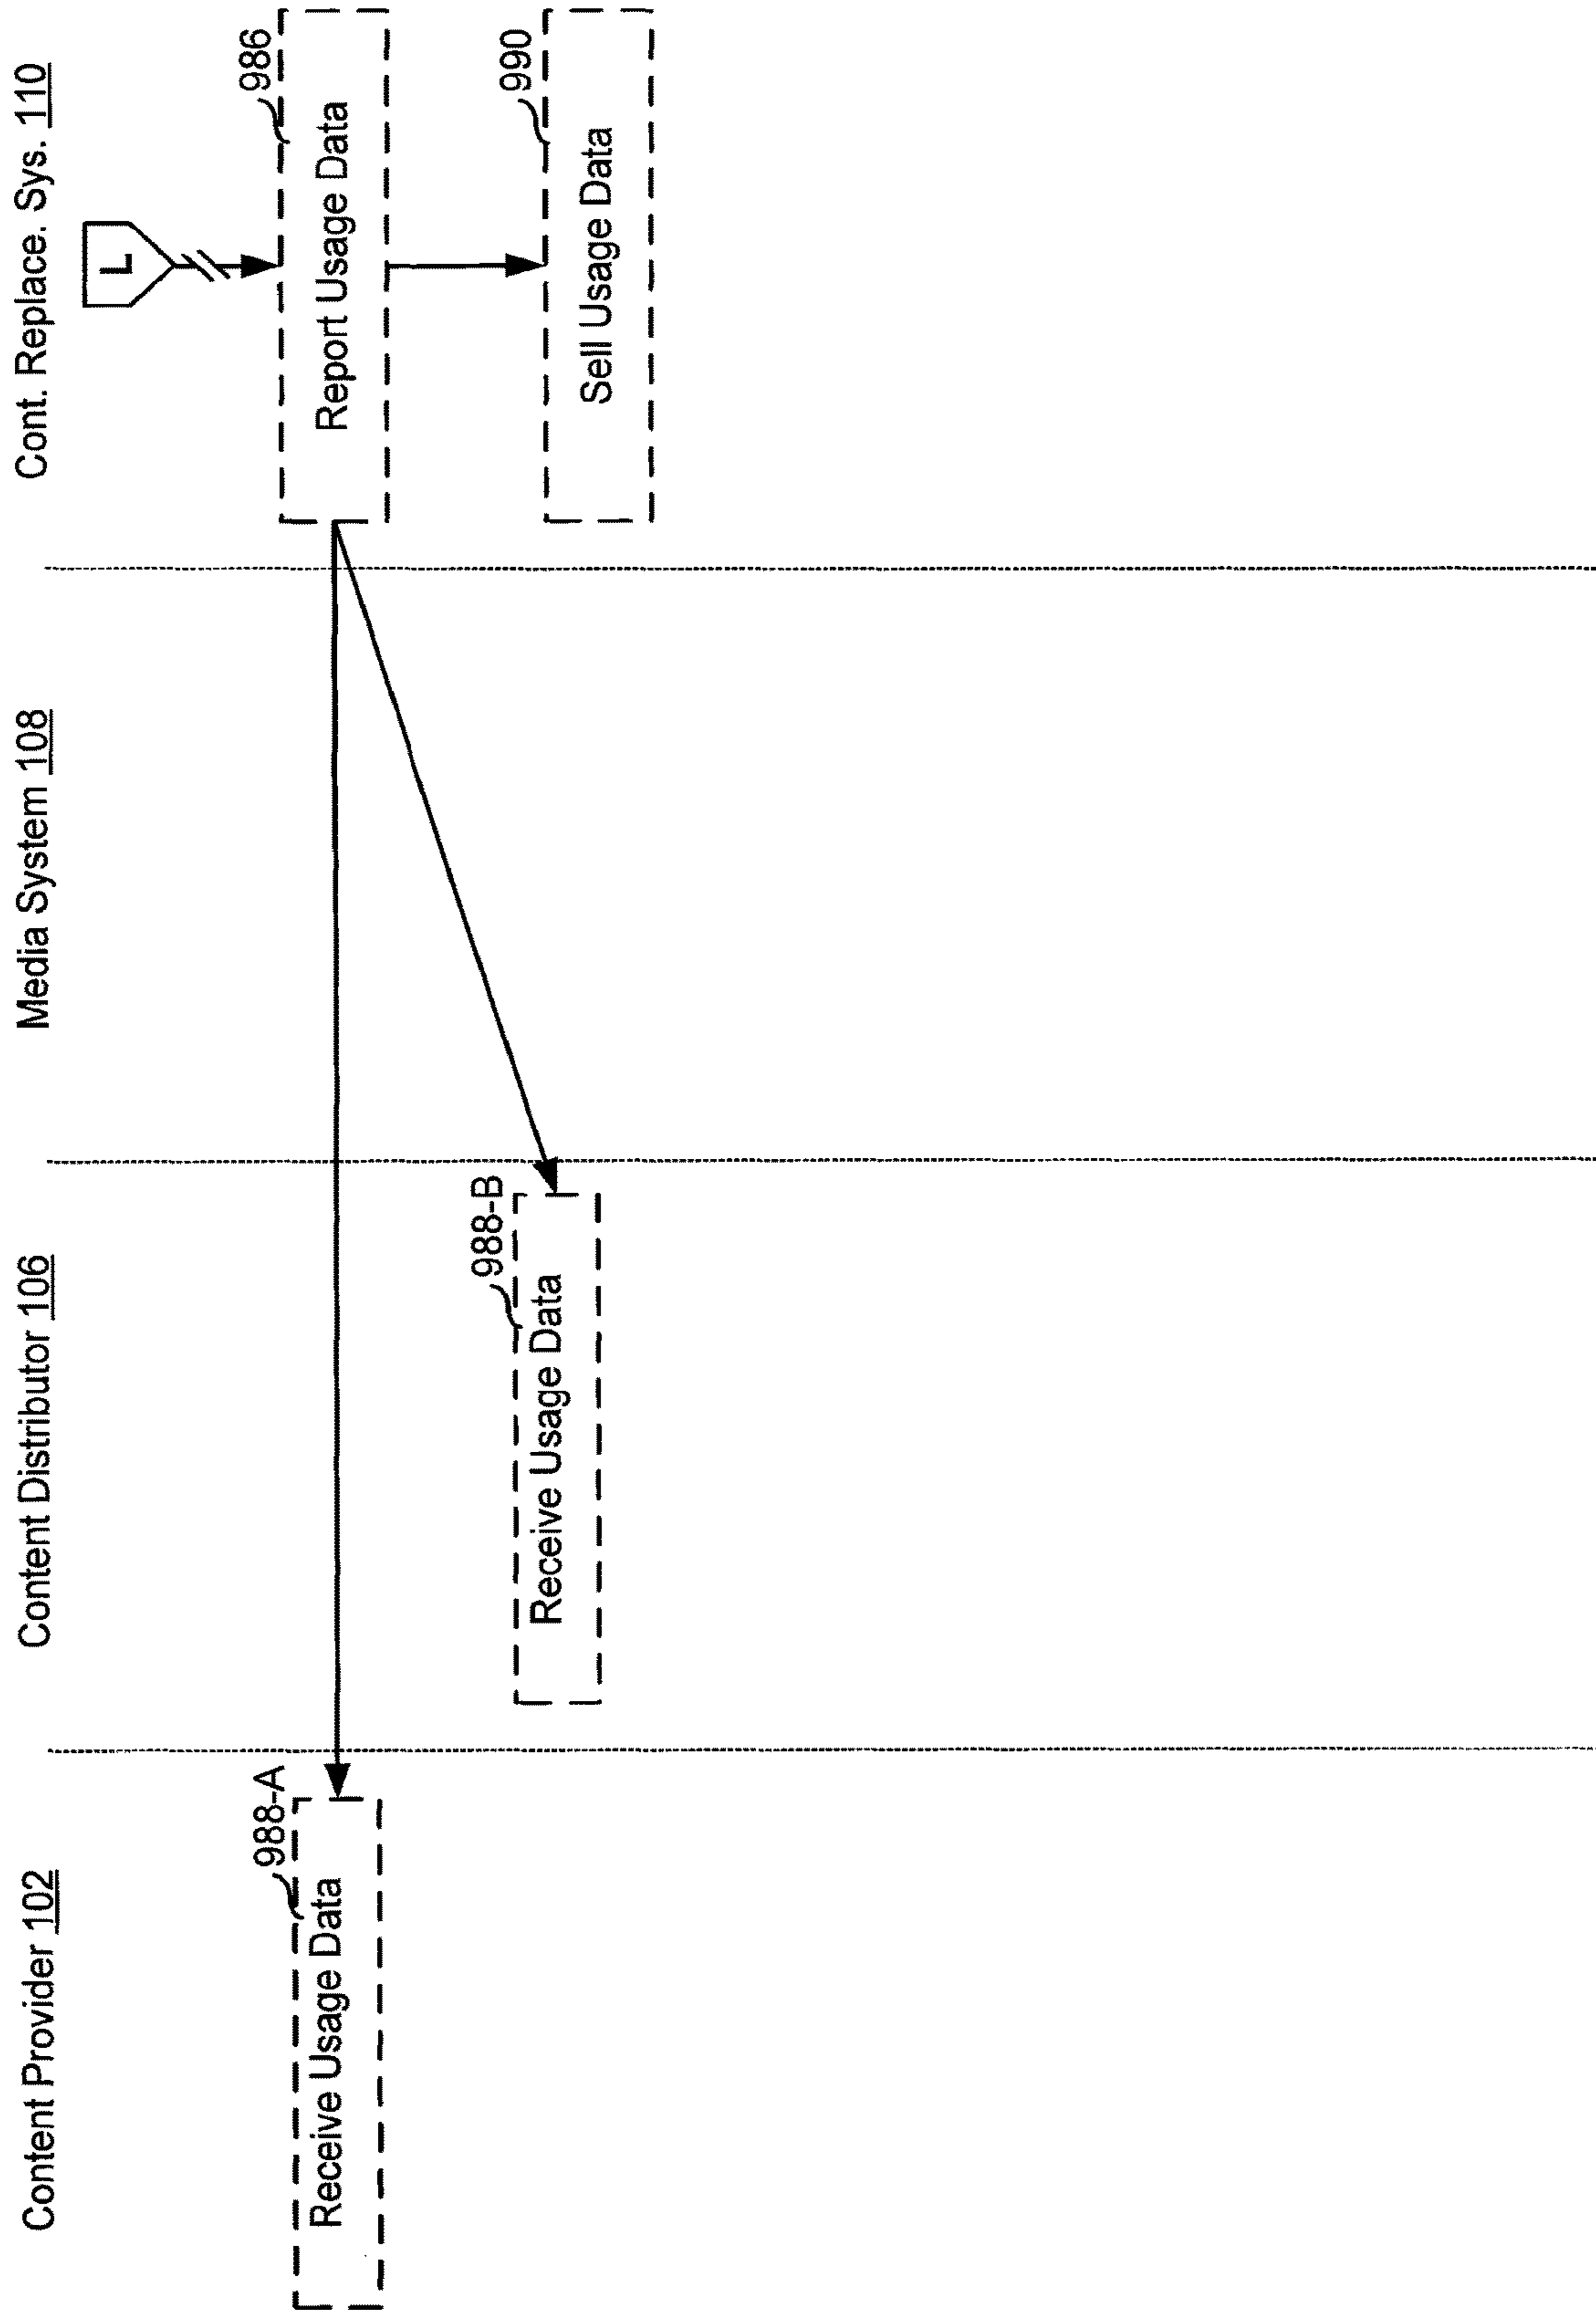 Content Provider 102
Content Distributor 106
Media System 108
Cont. Replace. Sys. 110
L
986
Report Usage Data
988-A
Receive Usage Data
988-B
Receive Usage Data
990
Sell Usage Data